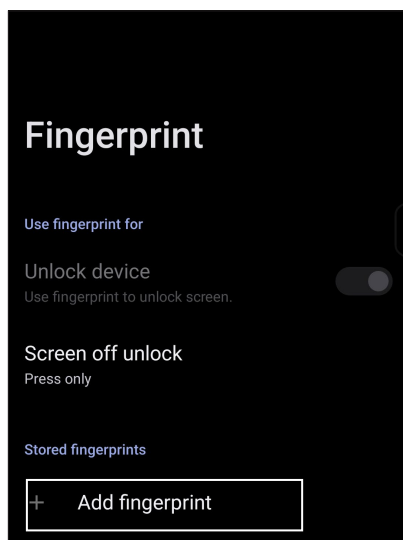 Fingerprint
Use fingerprint for
Unlock device
Use fingerprint to unlock screen.
Screen off unlock
Press only
Stored fingerprints
+ Add fingerprint